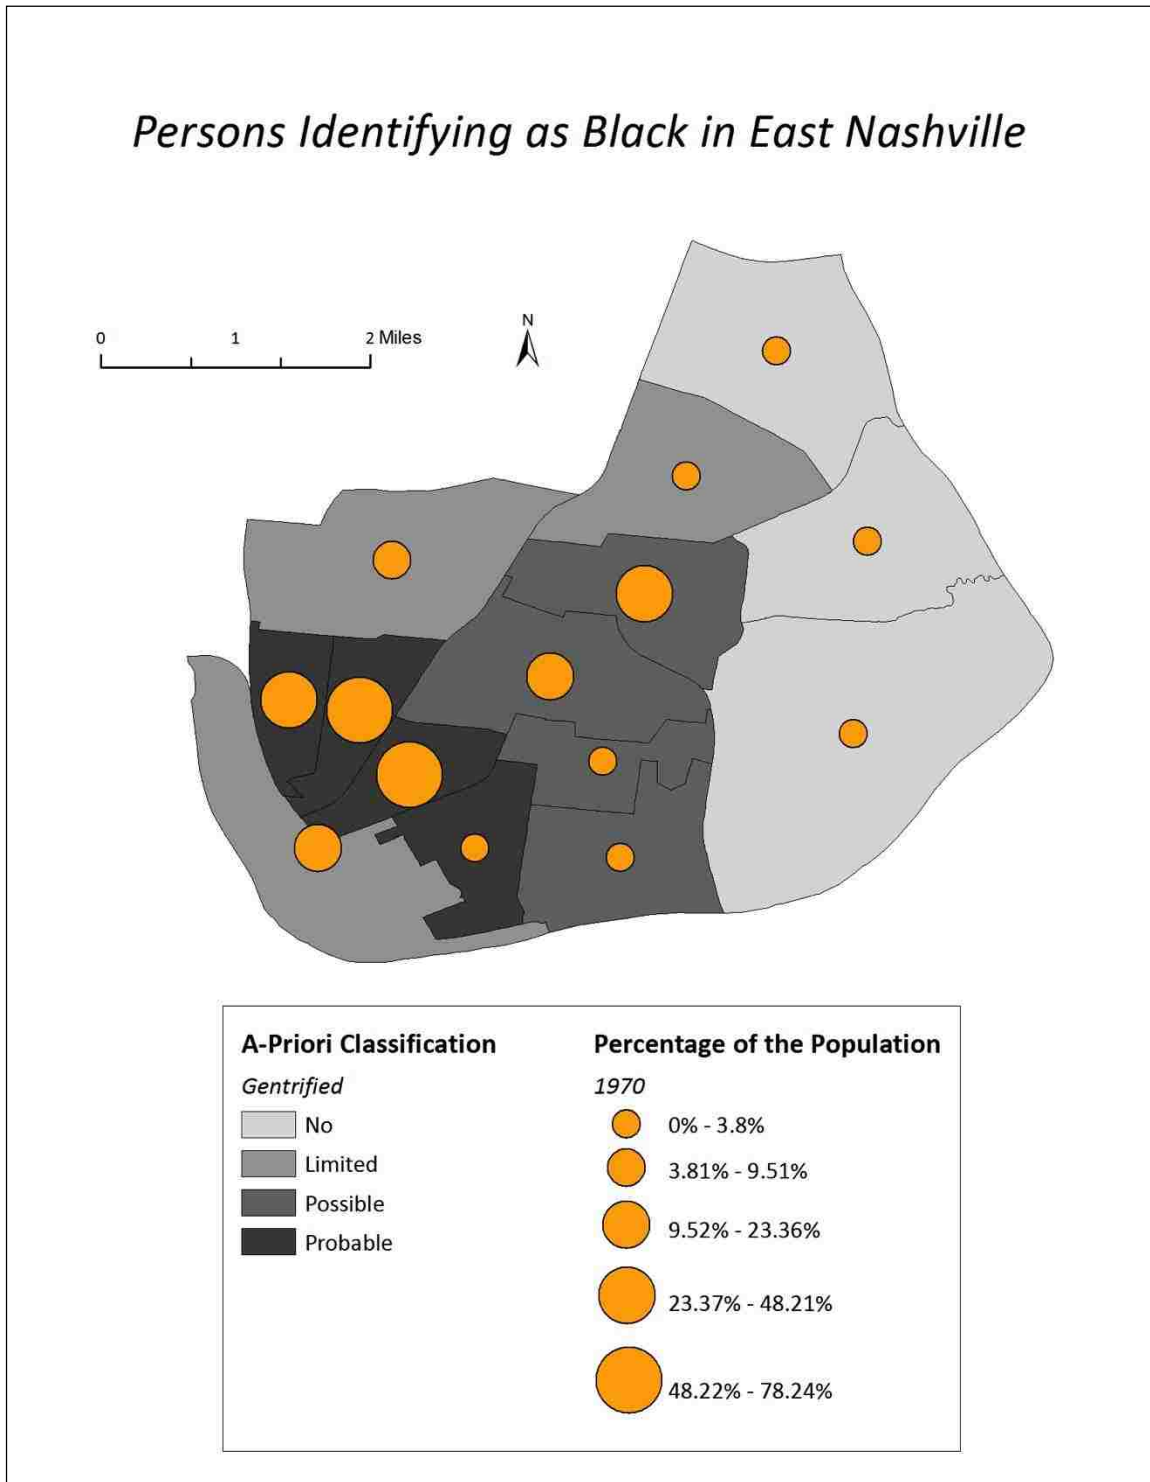 Persons Identifying as Black in East Nashville
N
0 1 2 Miles
A-Priori Classification
Gentrified
No
Limited
Possible
Probable
Percentage of the Population
1970
0% - 3.8%
3.81% - 9.51%
9.52% - 23.36%
23.37% - 48.21%
48.22% - 78.24%